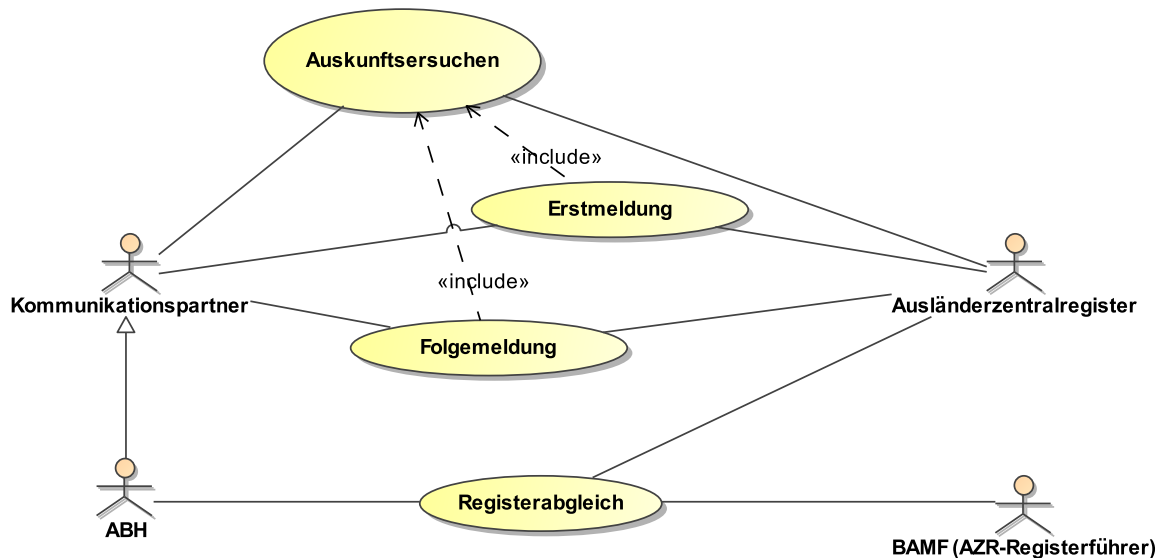 Auskunftsersuchen
«include»
Erstmeldung
«include»
Kommunikationspartner
Ausländerzentralregister
Folgemeldung
Registerabgleich
ABH
BAMF (AZR-Registerführer)